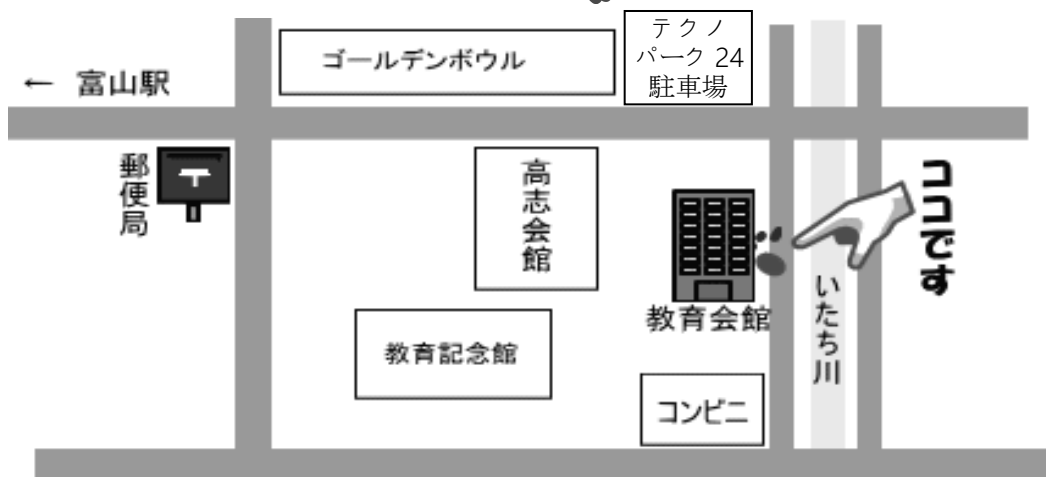 ゴールデンボウル
テクノ
パーク 24
駐車場
← 富山駅
郵便局
〒
高志会館
ココです
教育会館
いたち川
教育記念館
コンビニ